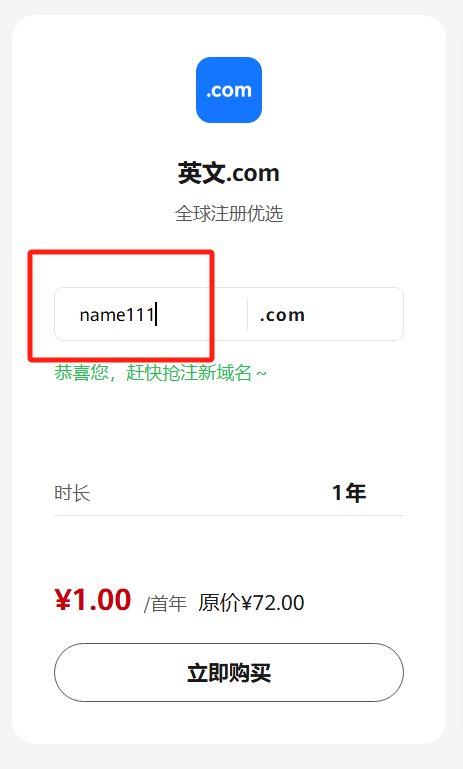 .com
英文.com
全球注册优选
name111 .com
恭喜您，赶快抢注新域名～
时长 1年
¥1.00 /首年 原价¥72.00
立即购买